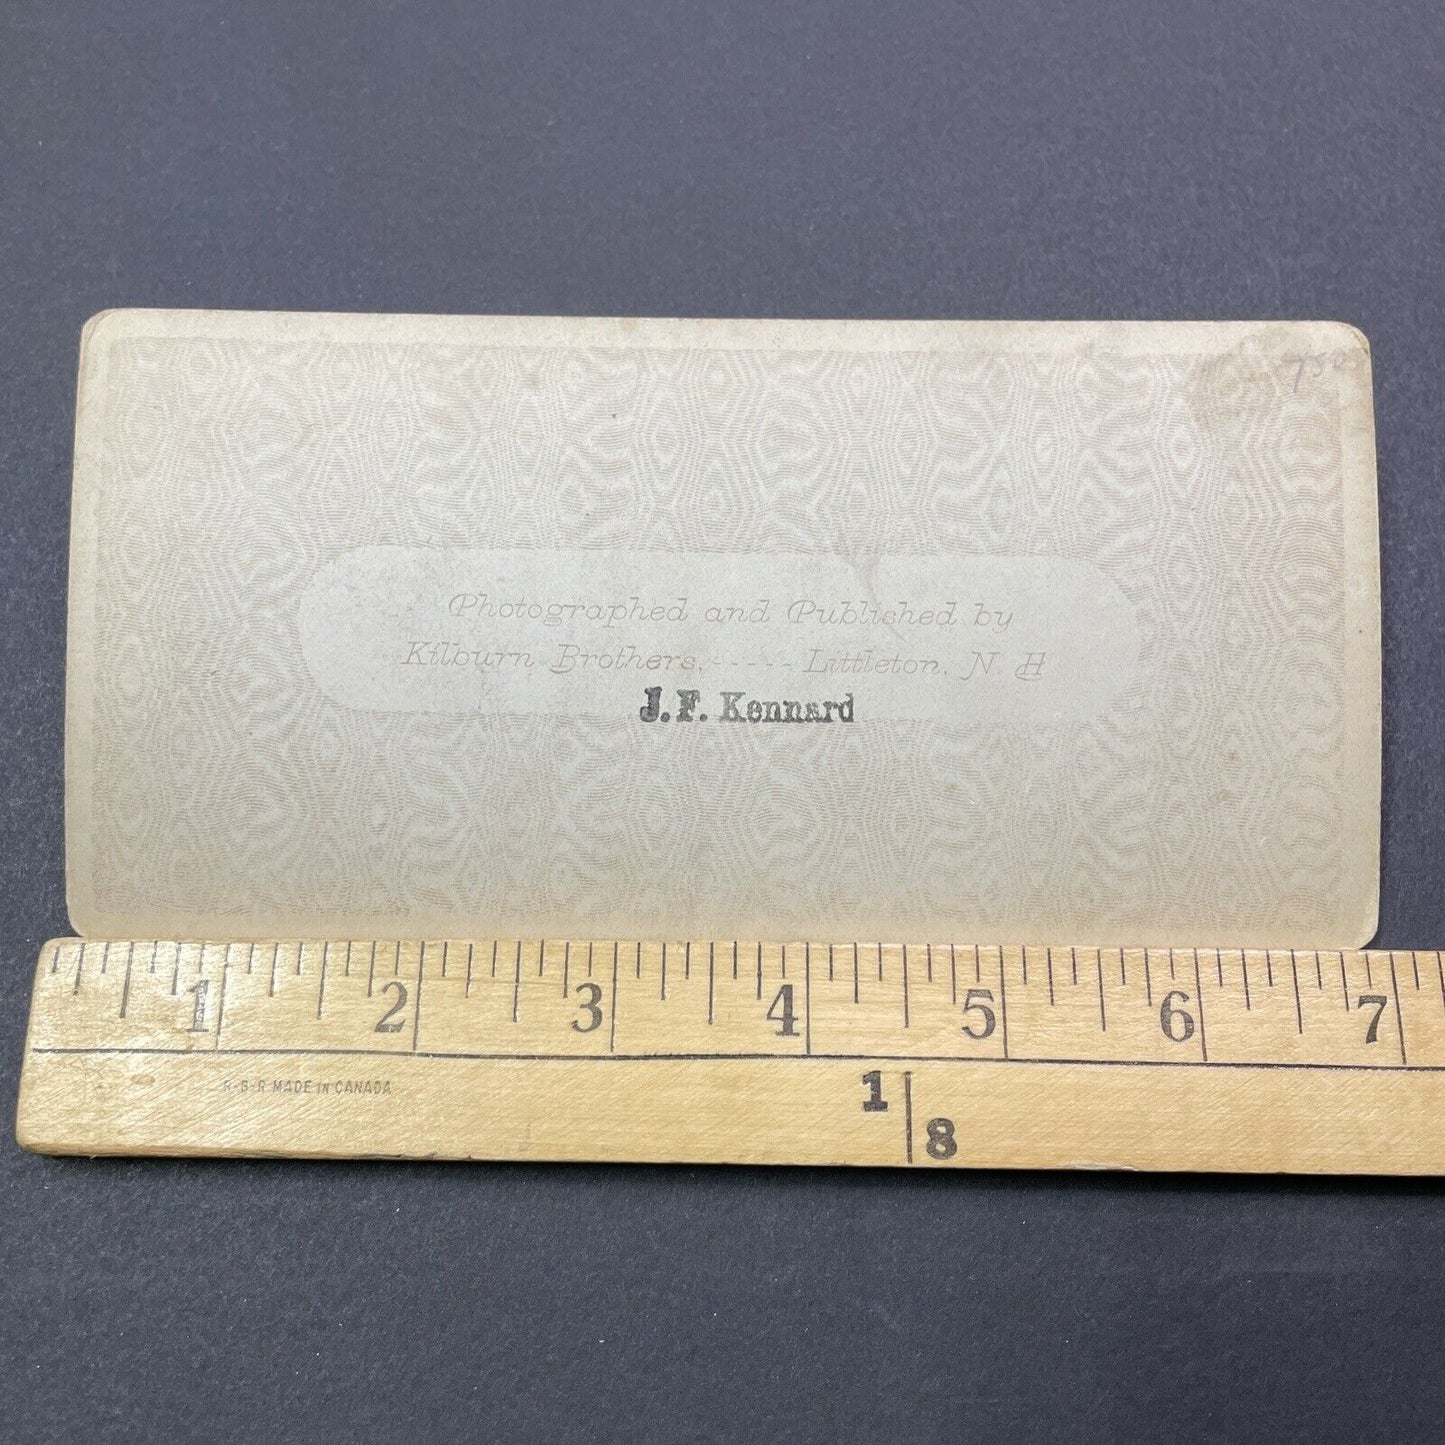 750
Photographed and Published by
Kilburn Brothers, - - - - - Littleton, N. H
J. F. Kennard
1 2 3 4 5 6 7
R·B·R MADE IN CANADA
1
8